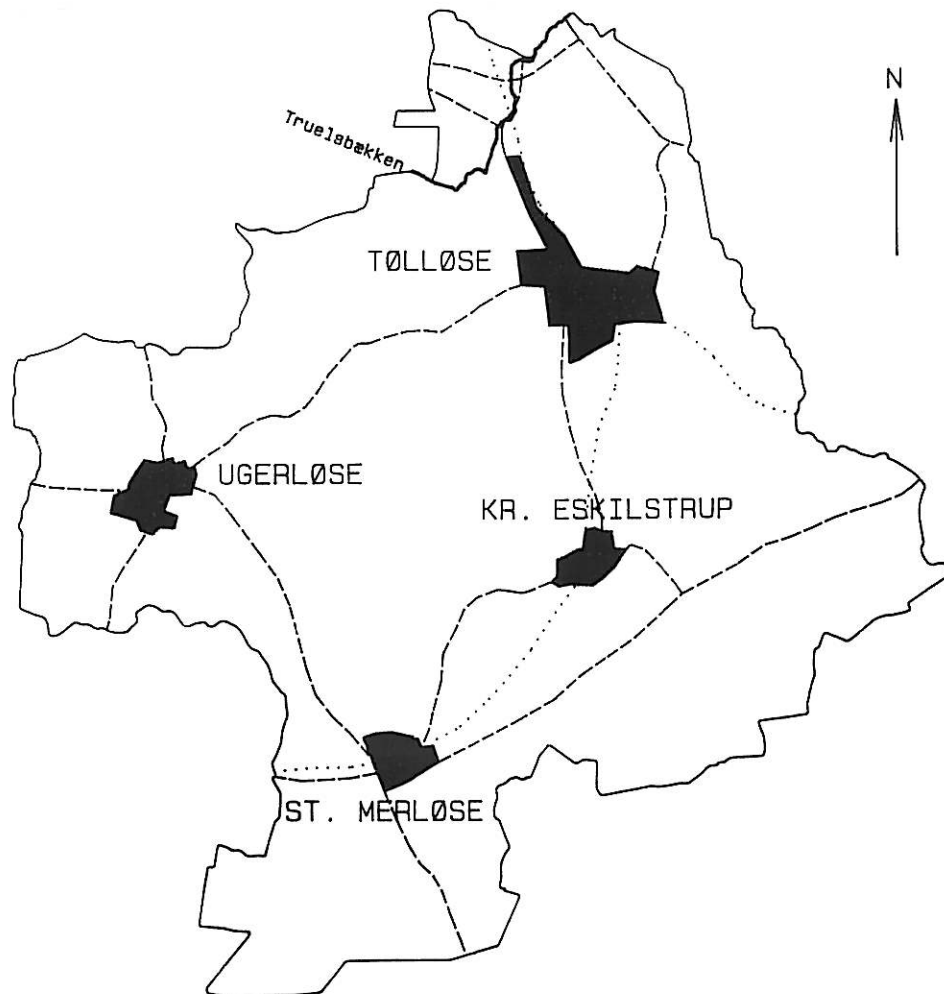 N
Truelsbækken
TØLLØSE
UGERLØSE
KR. ESKILSTRUP
ST. MERLØSE